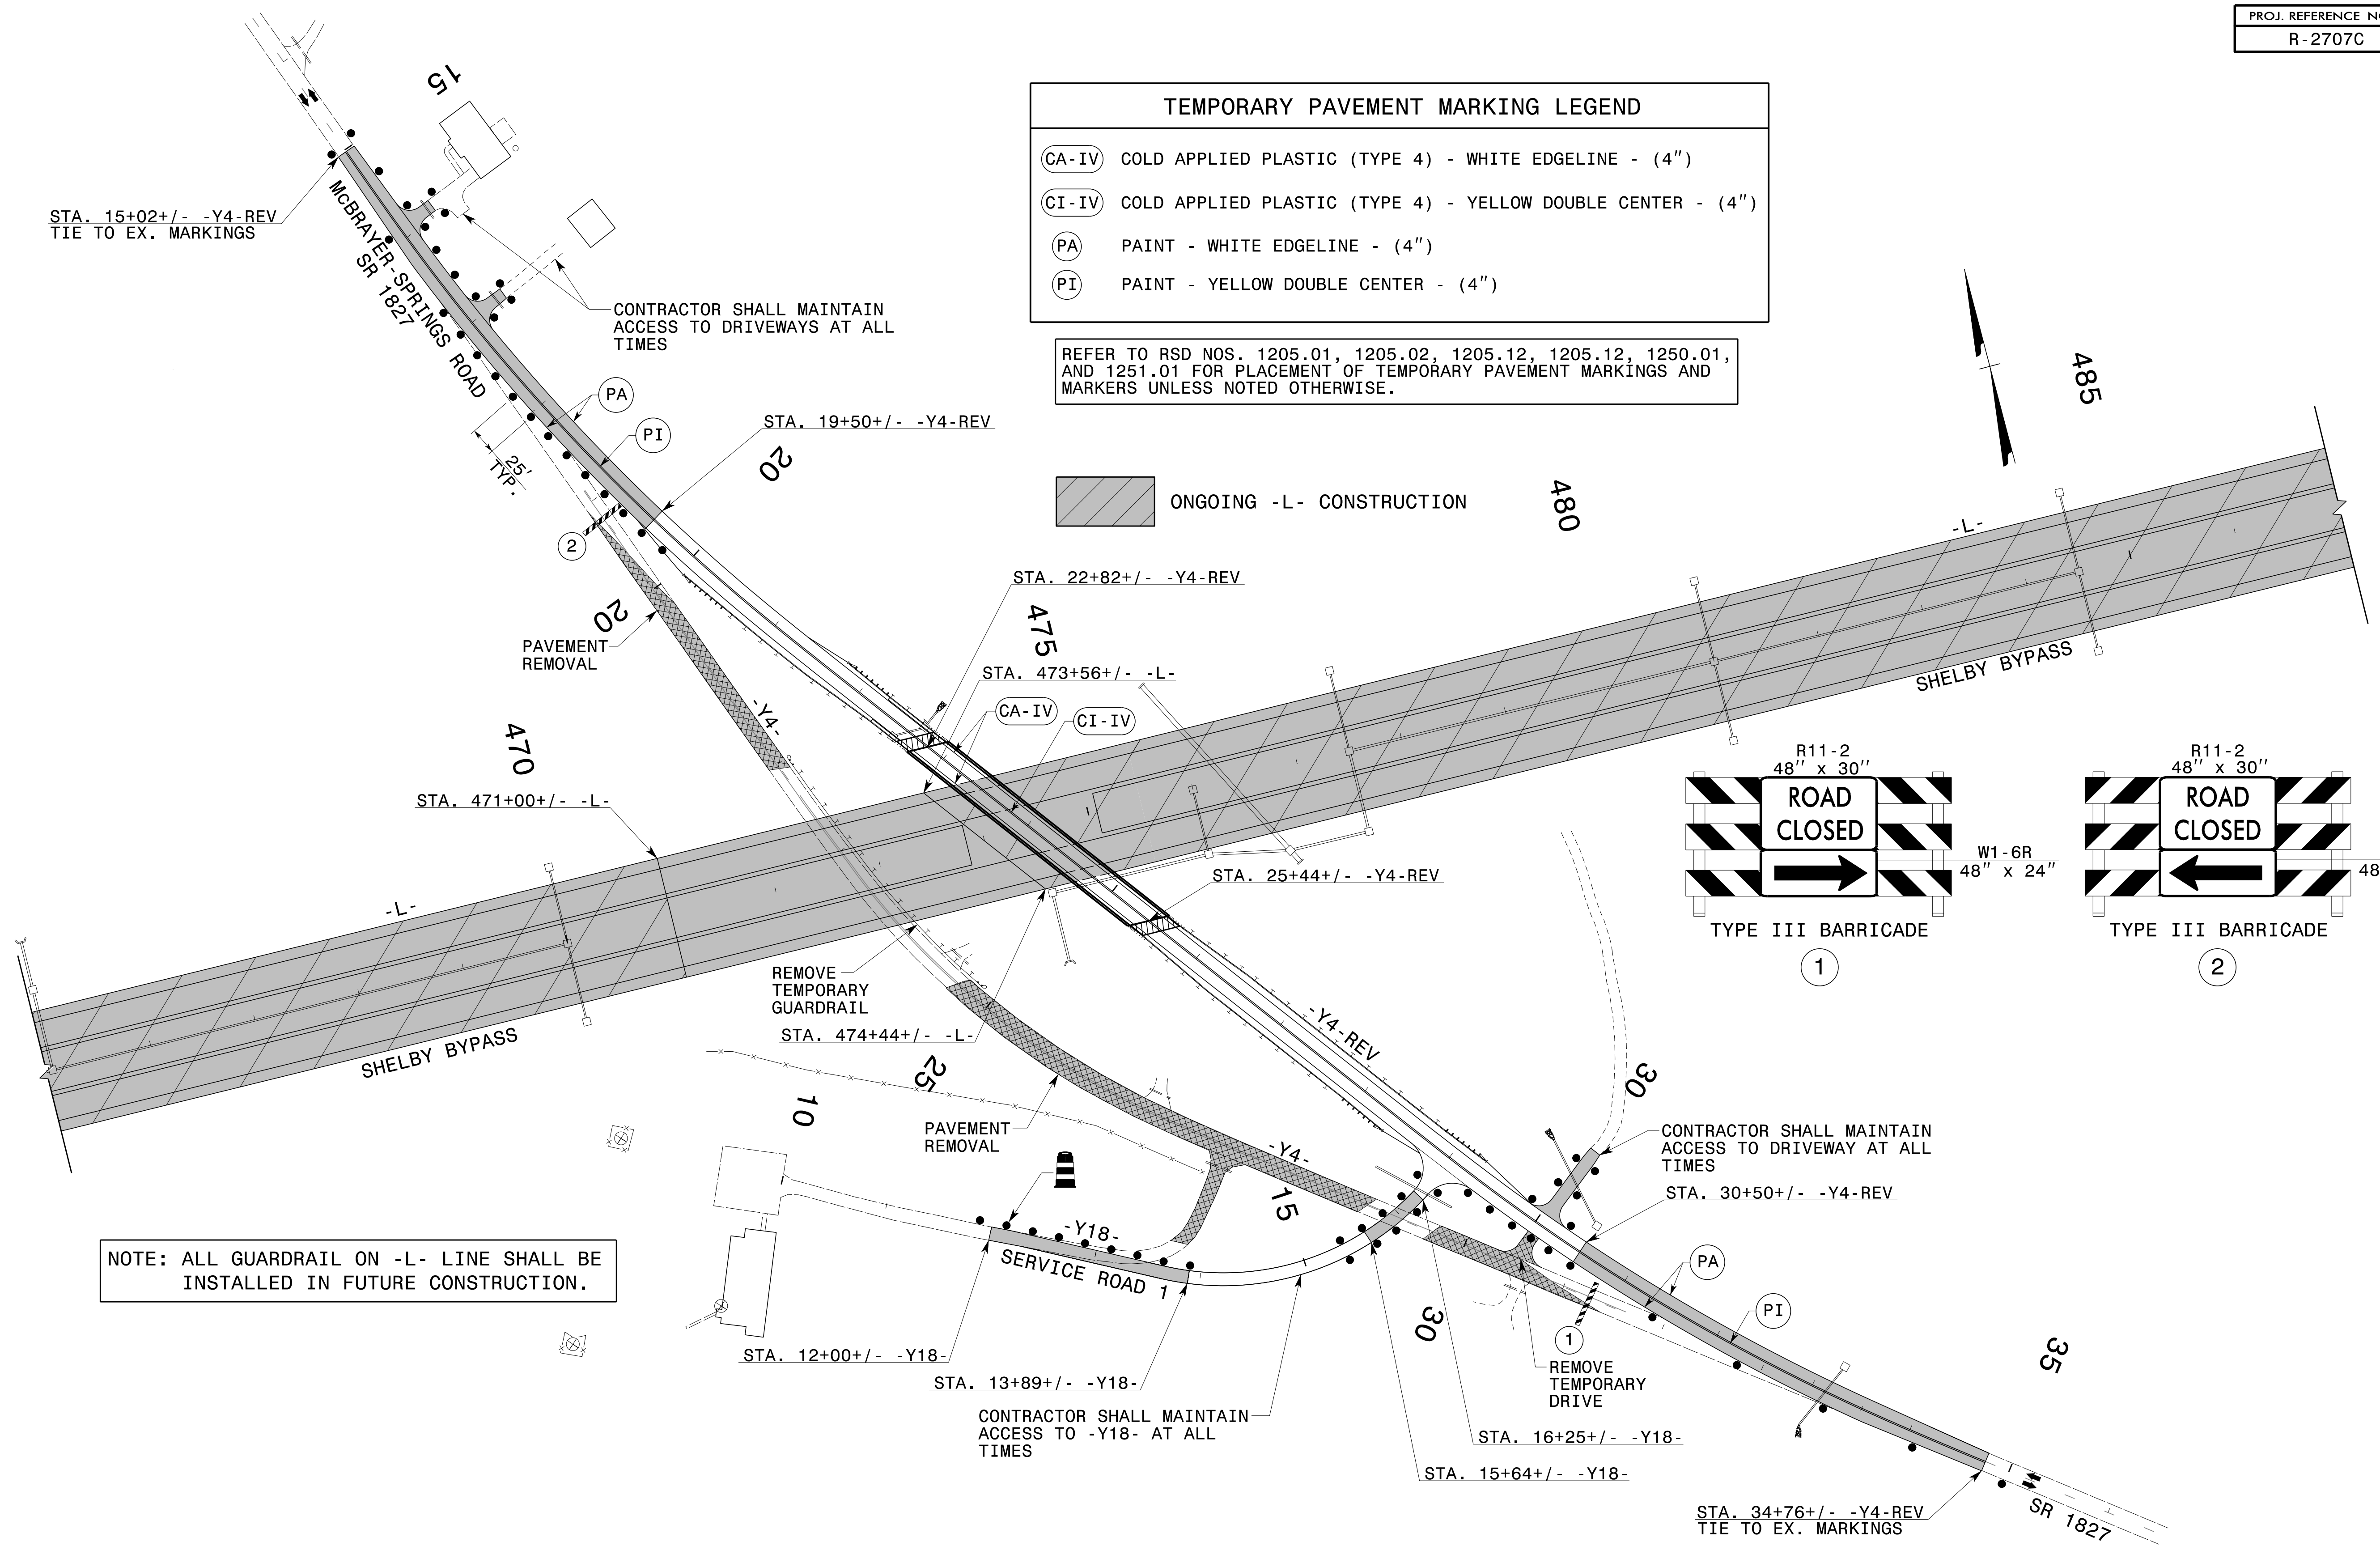 PROJ. REFERENCE NO
R-2707C
TEMPORARY PAVEMENT MARKING LEGEND
CA-IV COLD APPLIED PLASTIC (TYPE 4) - WHITE EDGELINE - (4")
CI-IV COLD APPLIED PLASTIC (TYPE 4) - YELLOW DOUBLE CENTER - (4")
PA PAINT - WHITE EDGELINE - (4")
PI PAINT - YELLOW DOUBLE CENTER - (4")
REFER TO RSD NOS. 1205.01, 1205.02, 1205.12, 1205.12, 1250.01,
AND 1251.01 FOR PLACEMENT OF TEMPORARY PAVEMENT MARKINGS AND
MARKERS UNLESS NOTED OTHERWISE.
ONGOING -L- CONSTRUCTION
15
STA. 15+02+/- -Y4-REV
TIE TO EX. MARKINGS
McBRAYER-SPRINGS ROAD
SR 1827
CONTRACTOR SHALL MAINTAIN
ACCESS TO DRIVEWAYS AT ALL
TIMES
PA
PI
STA. 19+50+/- -Y4-REV
20
25'
TYP.
2
20
PAVEMENT
REMOVAL
-Y4-
STA. 22+82+/- -Y4-REV
475
STA. 473+56+/- -L-
CA-IV
CI-IV
480
485
-L-
SHELBY BYPASS
470
STA. 471+00+/- -L-
-L-
SHELBY BYPASS
STA. 25+44+/- -Y4-REV
R11-2
48" x 30"
ROAD
CLOSED
W1-6R
48" x 24"
TYPE III BARRICADE
1
R11-2
48" x 30"
ROAD
CLOSED
48
TYPE III BARRICADE
2
REMOVE
TEMPORARY
GUARDRAIL
STA. 474+44+/- -L-
25
-Y4-REV
30
10
PAVEMENT
REMOVAL
-Y4-
15
CONTRACTOR SHALL MAINTAIN
ACCESS TO DRIVEWAY AT ALL
TIMES
STA. 30+50+/- -Y4-REV
-Y18-
SERVICE ROAD 1
NOTE: ALL GUARDRAIL ON -L- LINE SHALL BE
INSTALLED IN FUTURE CONSTRUCTION.
PA
PI
30
1
35
STA. 12+00+/- -Y18-
STA. 13+89+/- -Y18-
CONTRACTOR SHALL MAINTAIN
ACCESS TO -Y18- AT ALL
TIMES
REMOVE
TEMPORARY
DRIVE
STA. 16+25+/- -Y18-
STA. 15+64+/- -Y18-
STA. 34+76+/- -Y4-REV
TIE TO EX. MARKINGS
SR 1827